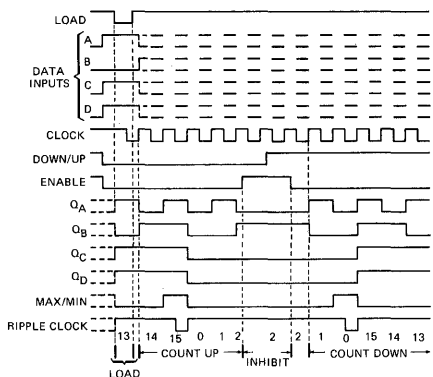 LOAD
A
B
DATA
INPUTS
C
D
CLOCK
DOWN/UP
ENABLE
QA
QB
QC
QD
MAX/MIN
RIPPLE CLOCK
13 14 15 0 1 2 2 2 1 0 15 14 13
COUNT UP INHIBIT COUNT DOWN
LOAD